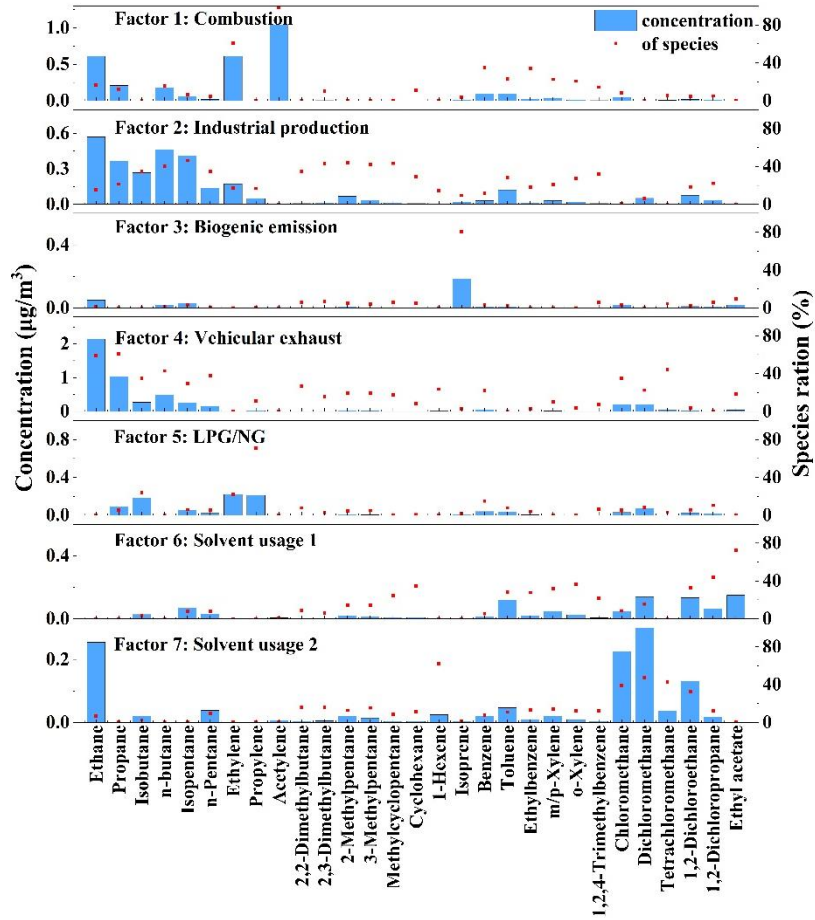 Factor 1: Combustion
concentration
of species
1.0
0.5
0.0
80
40
0
Factor 2: Industrial production
0.6
0.3
0.0
80
40
0
Factor 3: Biogenic emission
0.4
0.0
80
40
0
Factor 4: Vehicular exhaust
2
1
0
80
40
0
Factor 5: LPG/NG
0.8
0.4
0.0
80
40
0
Factor 6: Solvent usage 1
0.4
0.0
80
40
0
Factor 7: Solvent usage 2
0.2
0.0
80
40
0
Concentration (μg/m³)
Species ration (%)
Ethane
Propane
Isobutane
n-butane
Isopentane
n-Pentane
Ethylene
Propylene
Acetylene
2,2-Dimethylbutane
2,3-Dimethylbutane
2-Methylpentane
3-Methylpentane
Methylcyclopentane
Cyclohexane
1-Hexene
Isoprene
Benzene
Toluene
Ethylbenzene
m/p-Xylene
o-Xylene
1,2,4-Trimethylbenzene
Chloromethane
Dichloromethane
Tetrachloromethane
1,2-Dichloroethane
1,2-Dichloropropane
Ethyl acetate